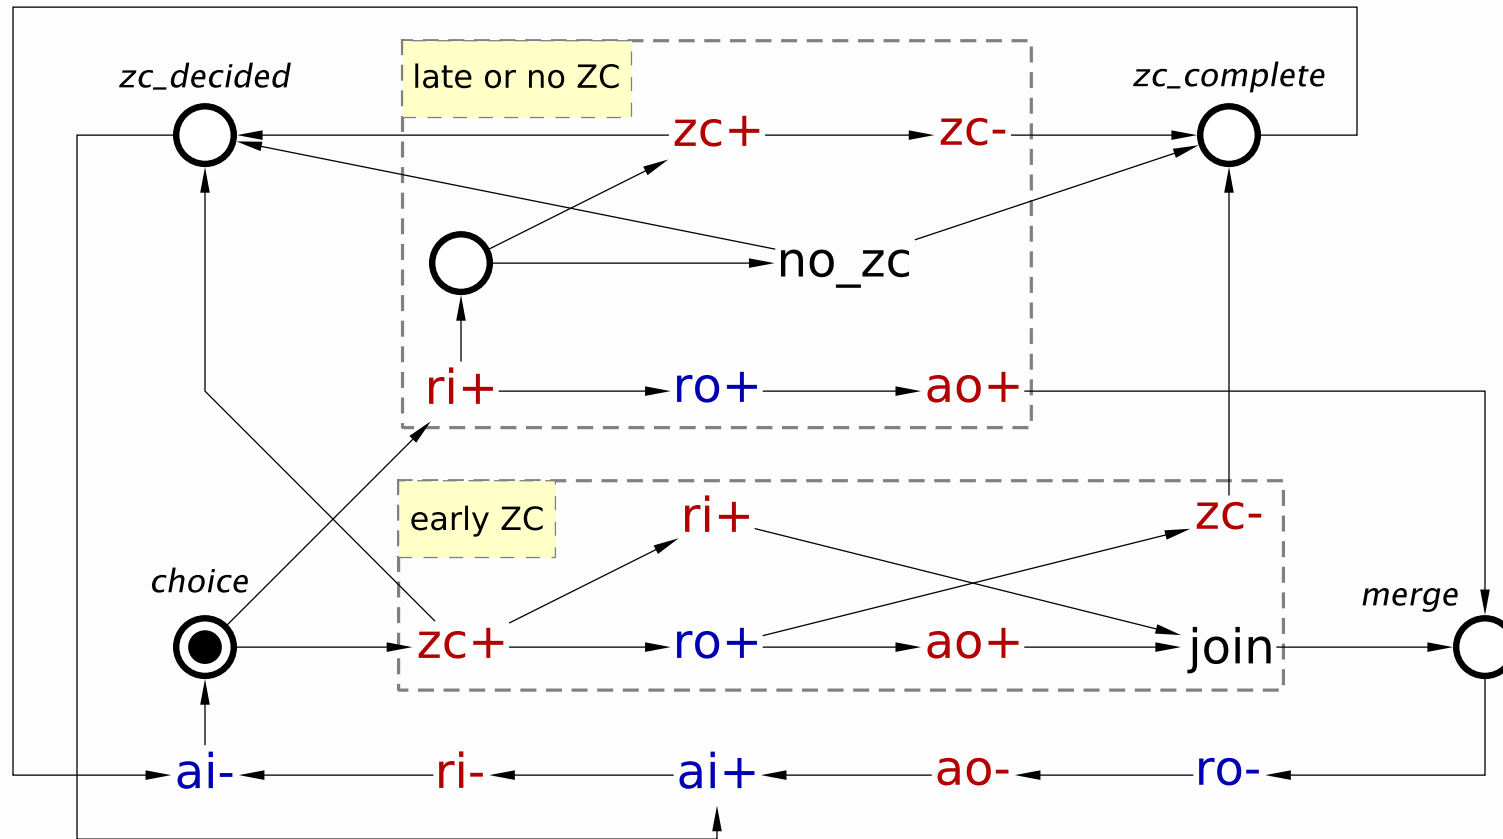 zc_decided
late or no ZC
zc_complete
zc+
zc-
no_zc
ri+
ro+
ao+
early ZC
ri+
zc-
choice
merge
zc+
ro+
ao+
join
ai-
ri-
ai+
ao-
ro-